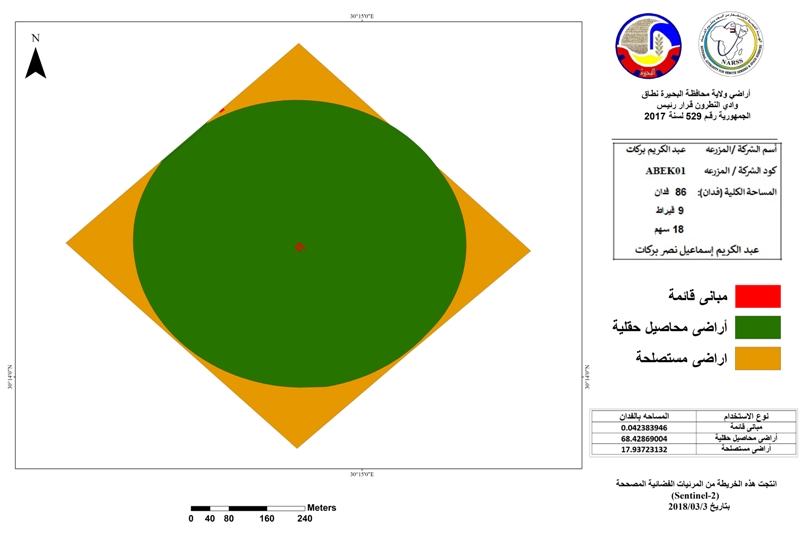 30°15'0"E
N
NARSS
البحيرة
أراضي ولاية محافظة البحيرة نطاق
وادي النطرون قرار رئيس
الجمهورية رقم 529 لسنة 2017
أسم الشركة /المزرعه عبد الكريم بركات
كود الشركة / المزرعه ABEK01
المساحة الكلية (فدان): 86 فدان
9 قيراط
18 سهم
عبد الكريم إسماعيل نصر بركات
مبانى قائمة
أراضى محاصيل حقلية
اراضى مستصلحة
30°14'0"N
30°14'0"N
نوع الاستخدام المساحه بالفدان
مبانى قائمة 0.042383946
أراضى محاصيل حقلية 68.42869004
أراضى مستصلحة 17.93723132
30°15'0"E
انتجت هذه الخريطة من المرئيات الفضائية المصححة
(Sentinel-2)
بتاريخ 2018/03/3
Meters
0 40 80 160 240